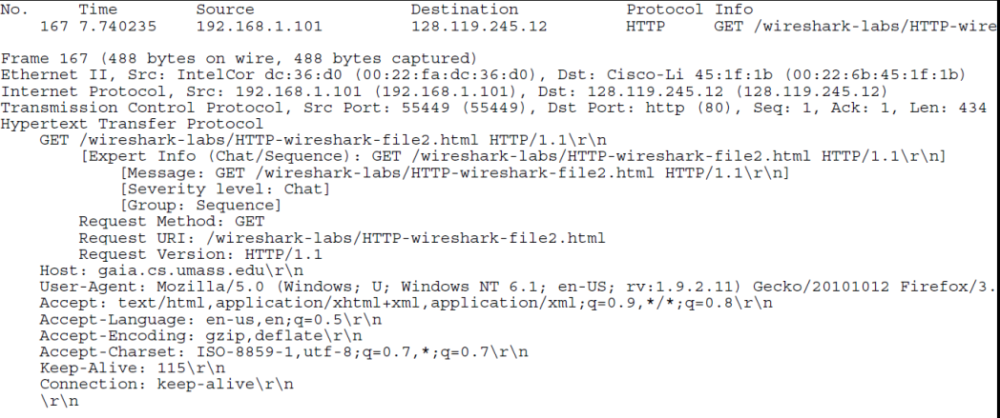 No. Time Source Destination Protocol Info
167 7.740235 192.168.1.101 128.119.245.12 HTTP GET /wireshark-labs/HTTP-wire
Frame 167 (488 bytes on wire, 488 bytes captured)
Ethernet II, Src: IntelCor dc:36:d0 (00:22:fa:dc:36:d0), Dst: Cisco-Li 45:1f:1b (00:22:6b:45:1f:1b)
Internet Protocol, Src: 192.168.1.101 (192.168.1.101), Dst: 128.119.245.12 (128.119.245.12)
Transmission Control Protocol, Src Port: 55449 (55449), Dst Port: http (80), Seq: 1, Ack: 1, Len: 434
Hypertext Transfer Protocol
GET /wireshark-labs/HTTP-wireshark-file2.html HTTP/1.1\r\n
[Expert Info (Chat/Sequence): GET /wireshark-labs/HTTP-wireshark-file2.html HTTP/1.1\r\n]
[Message: GET /wireshark-labs/HTTP-wireshark-file2.html HTTP/1.1\r\n]
[Severity level: Chat]
[Group: Sequence]
Request Method: GET
Request URI: /wireshark-labs/HTTP-wireshark-file2.html
Request Version: HTTP/1.1
Host: gaia.cs.umass.edu\r\n
User-Agent: Mozilla/5.0 (Windows; U; Windows NT 6.1; en-US; rv:1.9.2.11) Gecko/20101012 Firefox/3.
Accept: text/html,application/xhtml+xml,application/xml;q=0.9,*/*;q=0.8\r\n
Accept-Language: en-us,en;q=0.5\r\n
Accept-Encoding: gzip,deflate\r\n
Accept-Charset: ISO-8859-1,utf-8;q=0.7,*;q=0.7\r\n
Keep-Alive: 115\r\n
Connection: keep-alive\r\n
\r\n